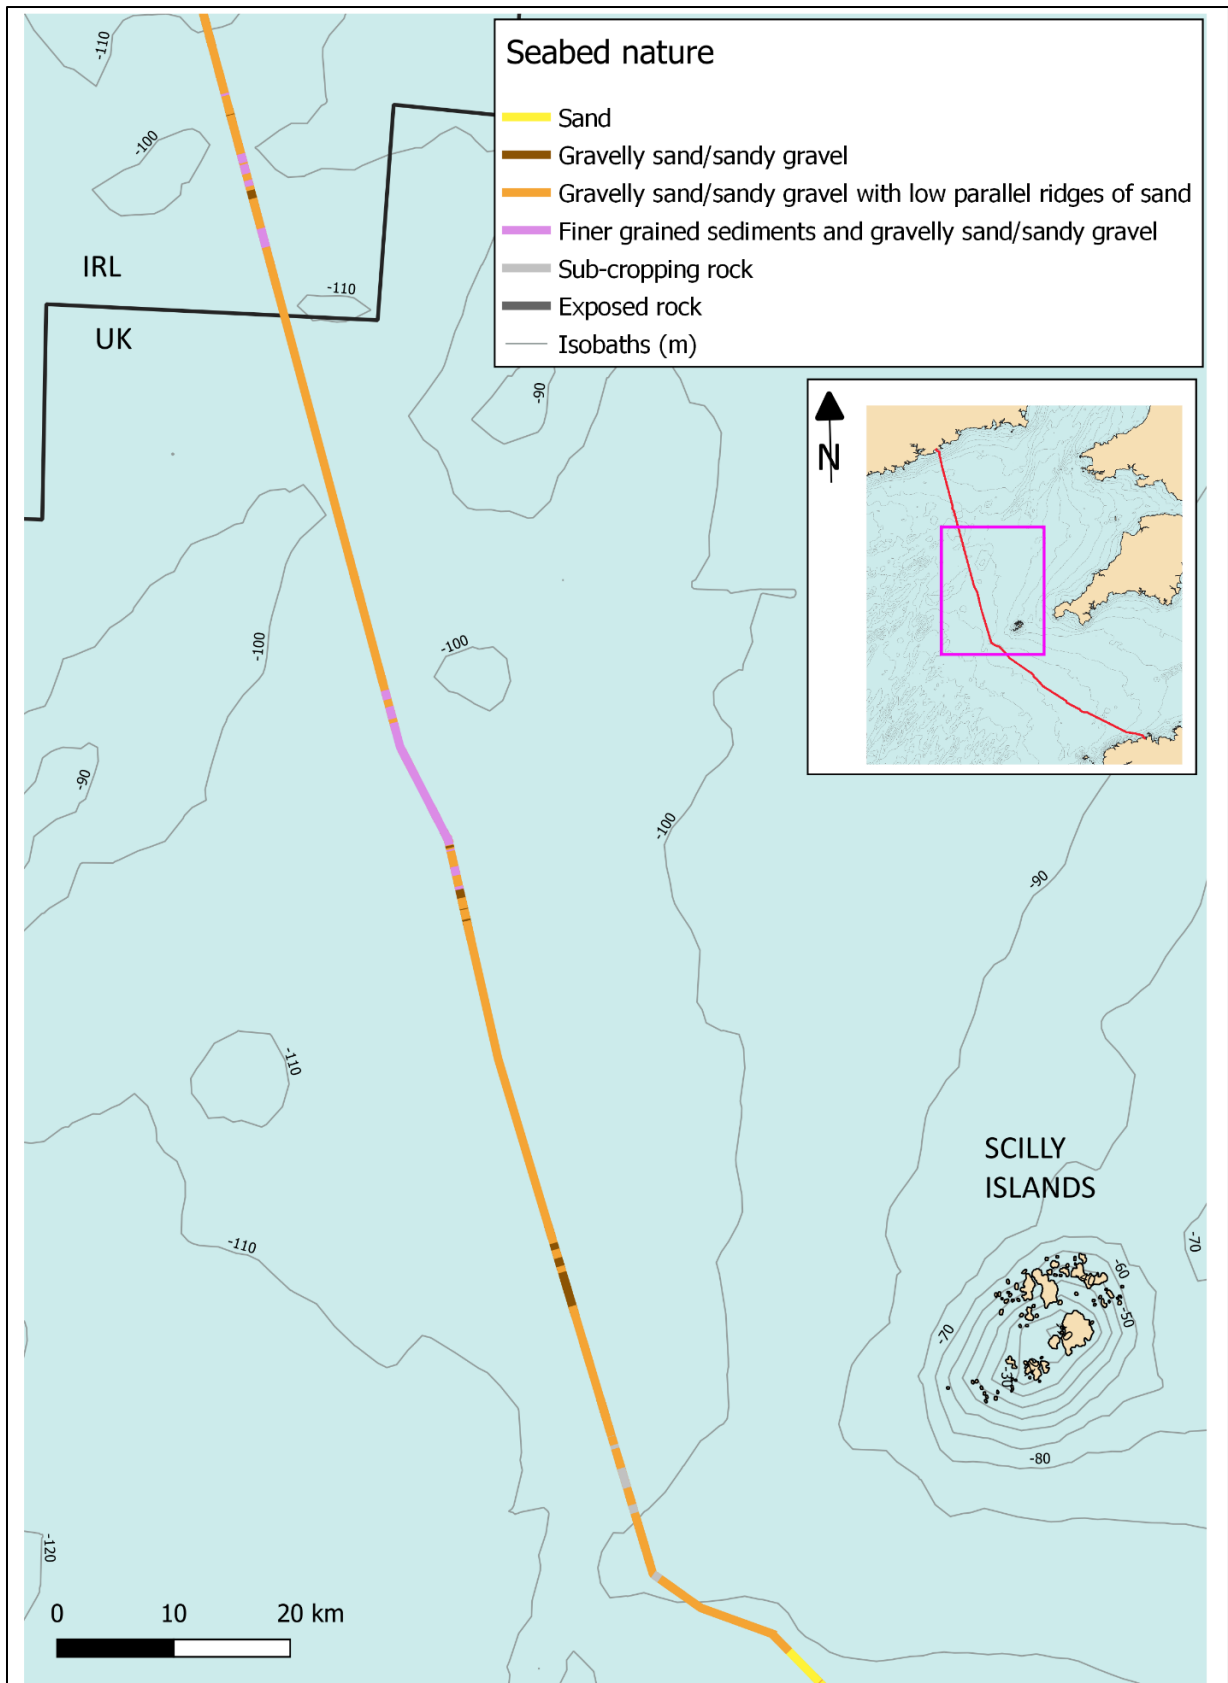 Seabed nature
Sand
Gravelly sand/sandy gravel
Gravelly sand/sandy gravel with low parallel ridges of sand
Finer grained sediments and gravelly sand/sandy gravel
Sub-cropping rock
Exposed rock
Isobaths (m)
-110
-100
IRL
-110
UK
-90
N
-100
-100
-90
-100
-90
-110
SCILLY
ISLANDS
-110
-70
-60
-50
-70
-30
-80
-120
0 10 20 km